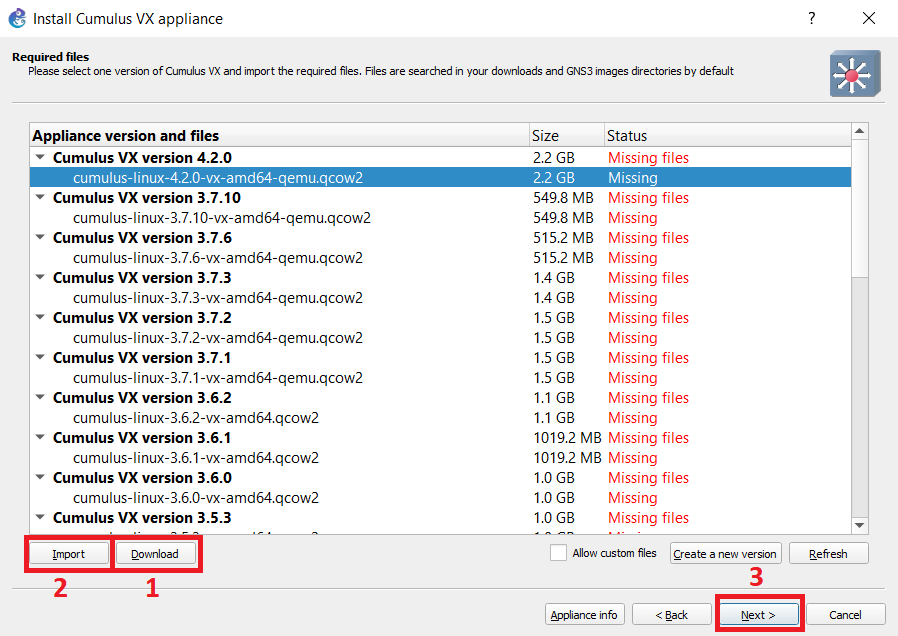 Install Cumulus VX appliance ?
Required files
Please select one version of Cumulus VX and import the required files. Files are searched in your downloads and GNS3 images directories by default
Appliance version and files Size Status
Cumulus VX version 4.2.0 2.2 GB Missing files
cumulus-linux-4.2.0-vx-amd64-qemu.qcow2 2.2 GB Missing
Cumulus VX version 3.7.10 549.8 MB Missing files
cumulus-linux-3.7.10-vx-amd64-qemu.qcow2 549.8 MB Missing
Cumulus VX version 3.7.6 515.2 MB Missing files
cumulus-linux-3.7.6-vx-amd64-qemu.qcow2 515.2 MB Missing
Cumulus VX version 3.7.3 1.4 GB Missing files
cumulus-linux-3.7.3-vx-amd64-qemu.qcow2 1.4 GB Missing
Cumulus VX version 3.7.2 1.5 GB Missing files
cumulus-linux-3.7.2-vx-amd64-qemu.qcow2 1.5 GB Missing
Cumulus VX version 3.7.1 1.5 GB Missing files
cumulus-linux-3.7.1-vx-amd64-qemu.qcow2 1.5 GB Missing
Cumulus VX version 3.6.2 1.1 GB Missing files
cumulus-linux-3.6.2-vx-amd64.qcow2 1.1 GB Missing
Cumulus VX version 3.6.1 1019.2 MB Missing files
cumulus-linux-3.6.1-vx-amd64.qcow2 1019.2 MB Missing
Cumulus VX version 3.6.0 1.0 GB Missing files
cumulus-linux-3.6.0-vx-amd64.qcow2 1.0 GB Missing
Cumulus VX version 3.5.3 1.0 GB Missing files
Import Download Allow custom files Create a new version Refresh
2 1 3
Appliance info < Back Next > Cancel